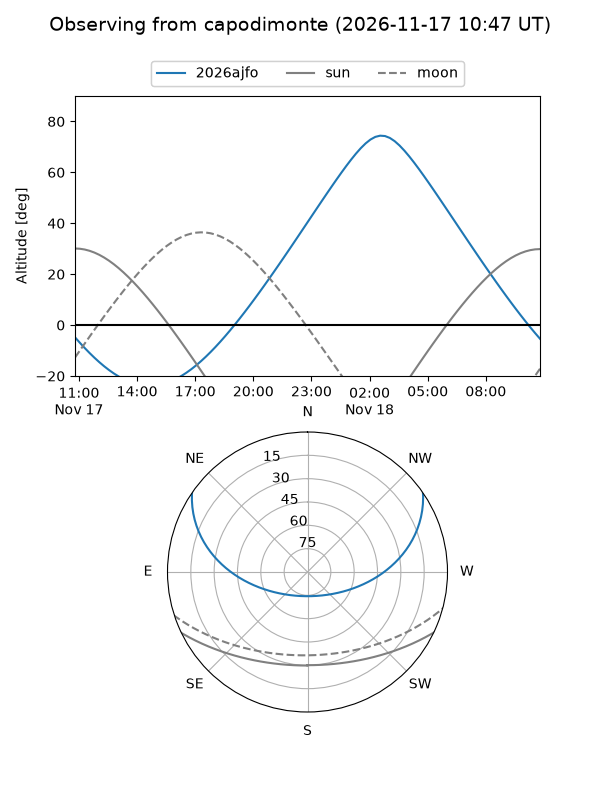 Observing from capodimonte (2026-11-17 10:47 UT)
2026ajfo sun moon
Altitude [deg]
80
60
40
20
0
−20
11:00 14:00 17:00 20:00 23:00 02:00 05:00 08:00
Nov 17 Nov 18
N
NE NW
15
30
45
60
75
E W
SE SW
S